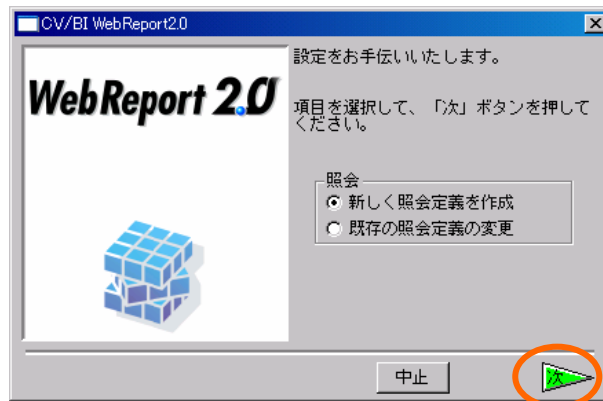 CV/BI WebReport2.0
WebReport 2.0
設定をお手伝いいたします。
項目を選択して、「次」ボタンを押して
ください。
照会
新しく照会定義を作成
既存の照会定義の変更
中止
次